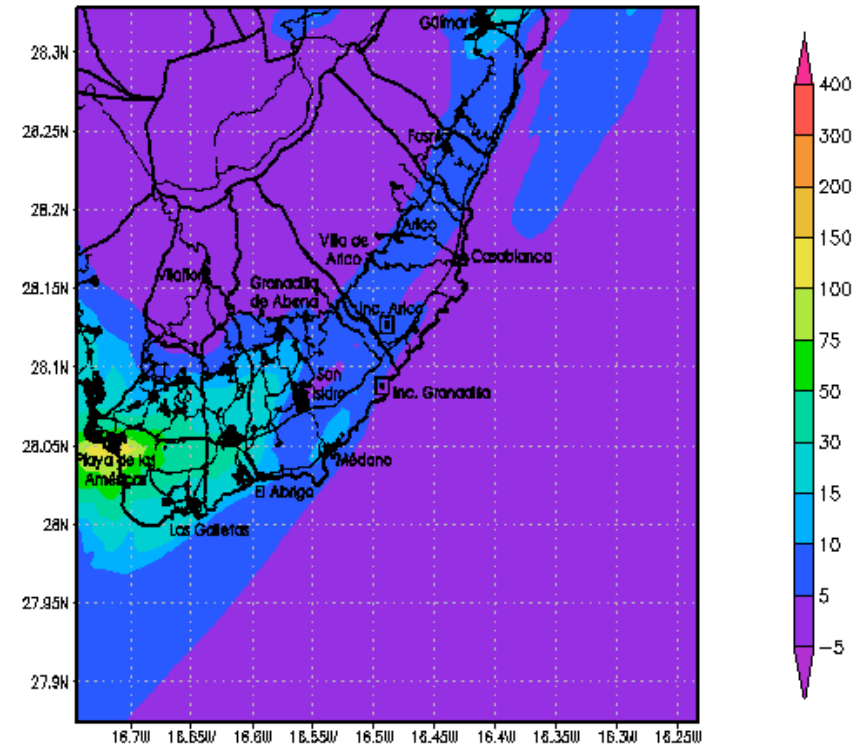 Güimar
28.3N
400
28.25N
300
Fasnia
28.2N
200
Arico
Villa de
Arico
Casablanca
150
Vilaflor
Granadilla
de Abona
28.15N
100
Inc. Arico
28.1N
75
San
Isidro
Inc. Granadilla
50
28.05N
30
Playa de las
Américas
Médano
El Abrigo
15
28N
Las Galletas
10
27.95N
5
27.9N
-5
16.7W 16.65W 16.6W 16.55W 16.5W 16.45W 16.4W 16.35W 16.3W 16.25W